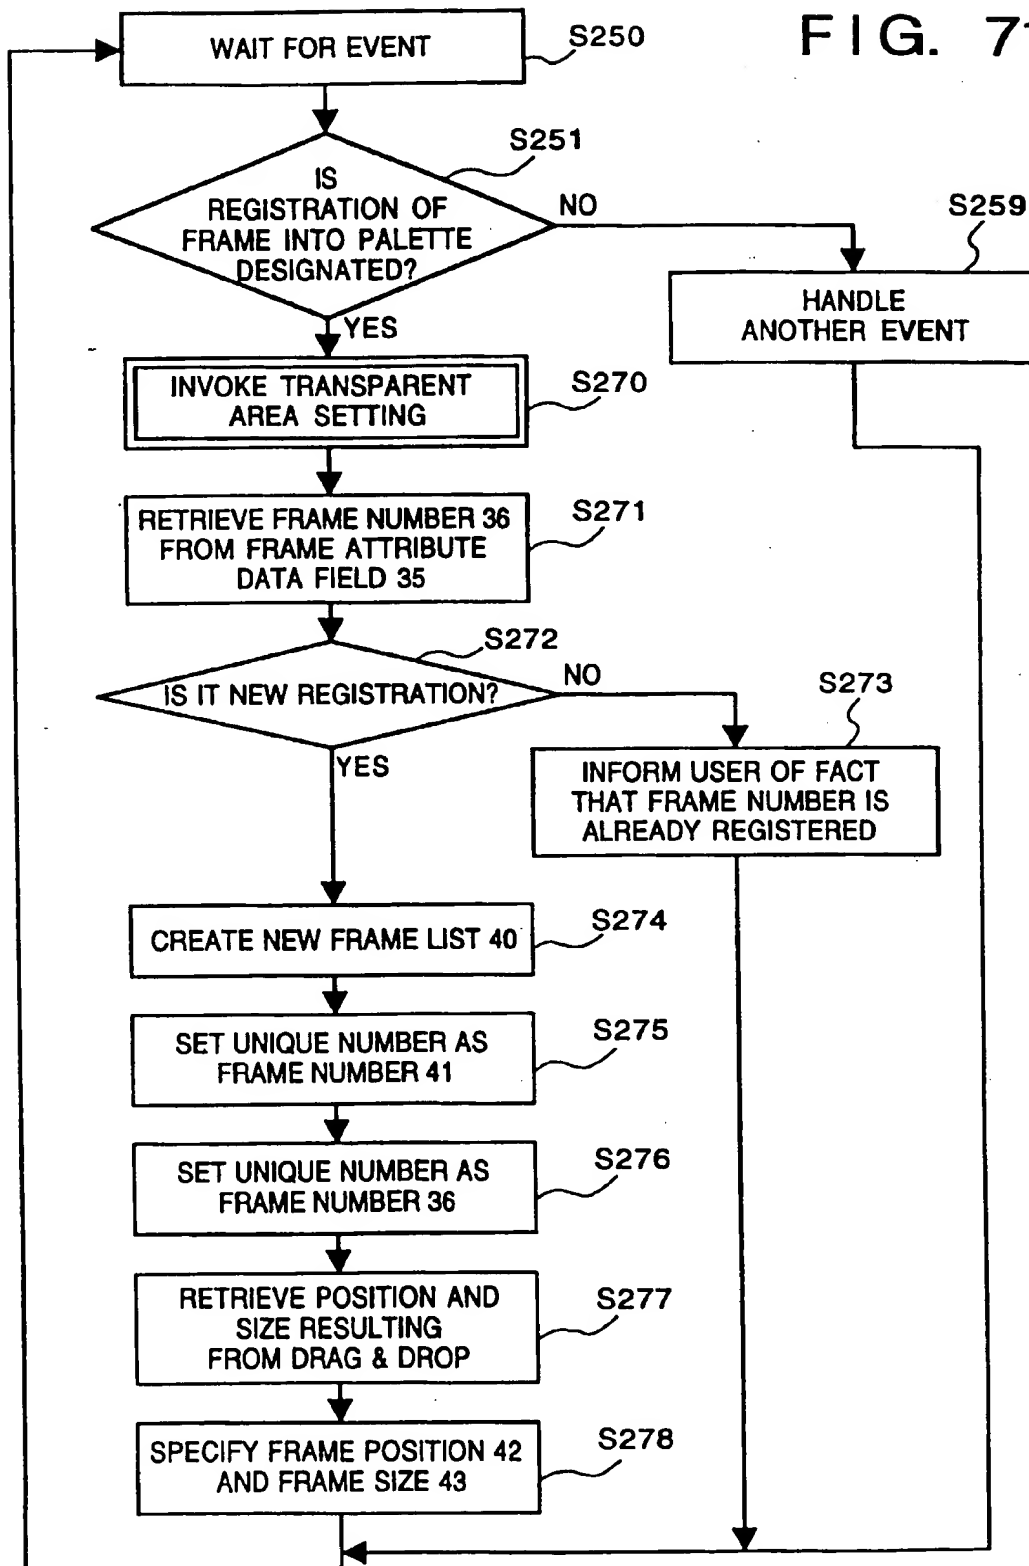 FIG. 71
WAIT FOR EVENT
S250
S251
IS
REGISTRATION OF
FRAME INTO PALETTE
DESIGNATED?
NO
S259
HANDLE
ANOTHER EVENT
YES
INVOKE TRANSPARENT
AREA SETTING
S270
RETRIEVE FRAME NUMBER 36
FROM FRAME ATTRIBUTE
DATA FIELD 35
S271
S272
IS IT NEW REGISTRATION?
NO
S273
INFORM USER OF FACT
THAT FRAME NUMBER IS
ALREADY REGISTERED
YES
CREATE NEW FRAME LIST 40
S274
SET UNIQUE NUMBER AS
FRAME NUMBER 41
S275
SET UNIQUE NUMBER AS
FRAME NUMBER 36
S276
RETRIEVE POSITION AND
SIZE RESULTING
FROM DRAG & DROP
S277
SPECIFY FRAME POSITION 42
AND FRAME SIZE 43
S278